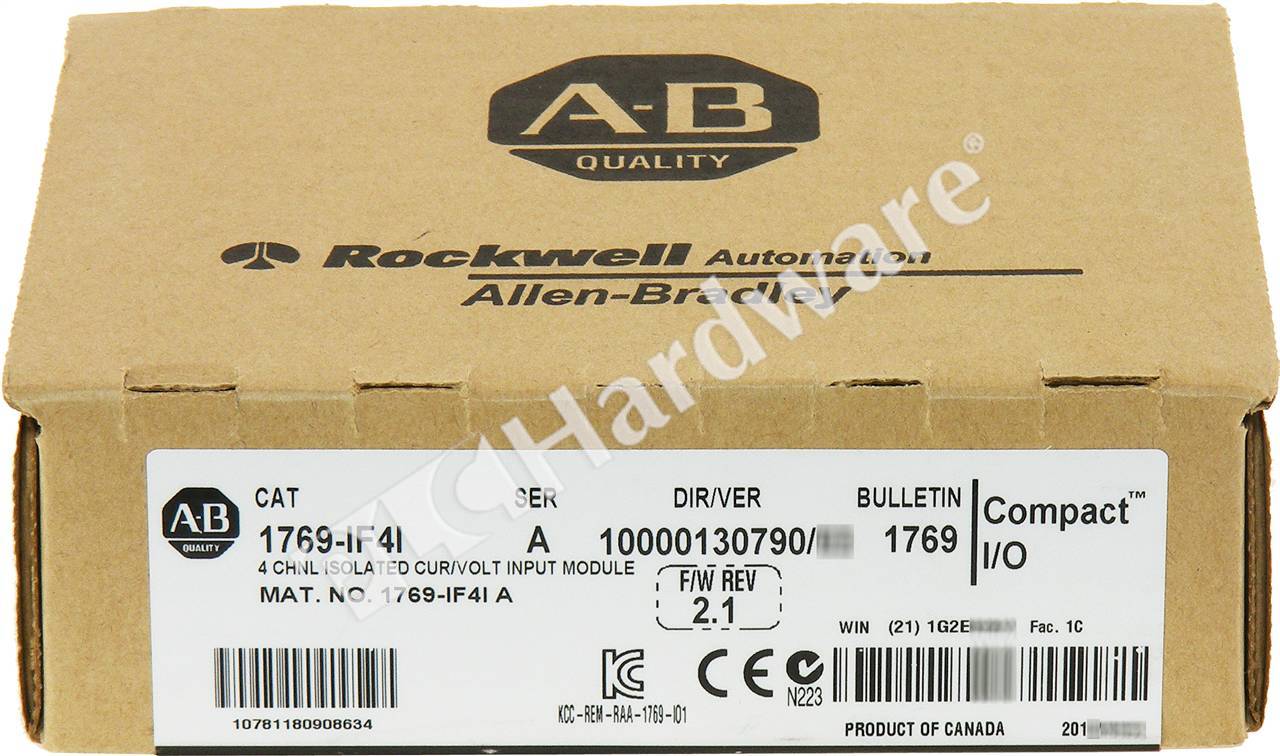 A-B
QUALITY
Rockwell Automation
Allen-Bradley
PLCHardware®
A-B
QUALITY
CAT SER DIR/VER BULLETIN
1769-IF4I A 10000130790/ 1769
Compact™
I/O
4 CHNL ISOLATED CUR/VOLT INPUT MODULE
MAT. NO. 1769-IF4I A
F/W REV
2.1
WIN (21) 1G2E Fac. 1C
10781180908634
KCC-REM-RAA-1769-I01
CE
N223
PRODUCT OF CANADA 201